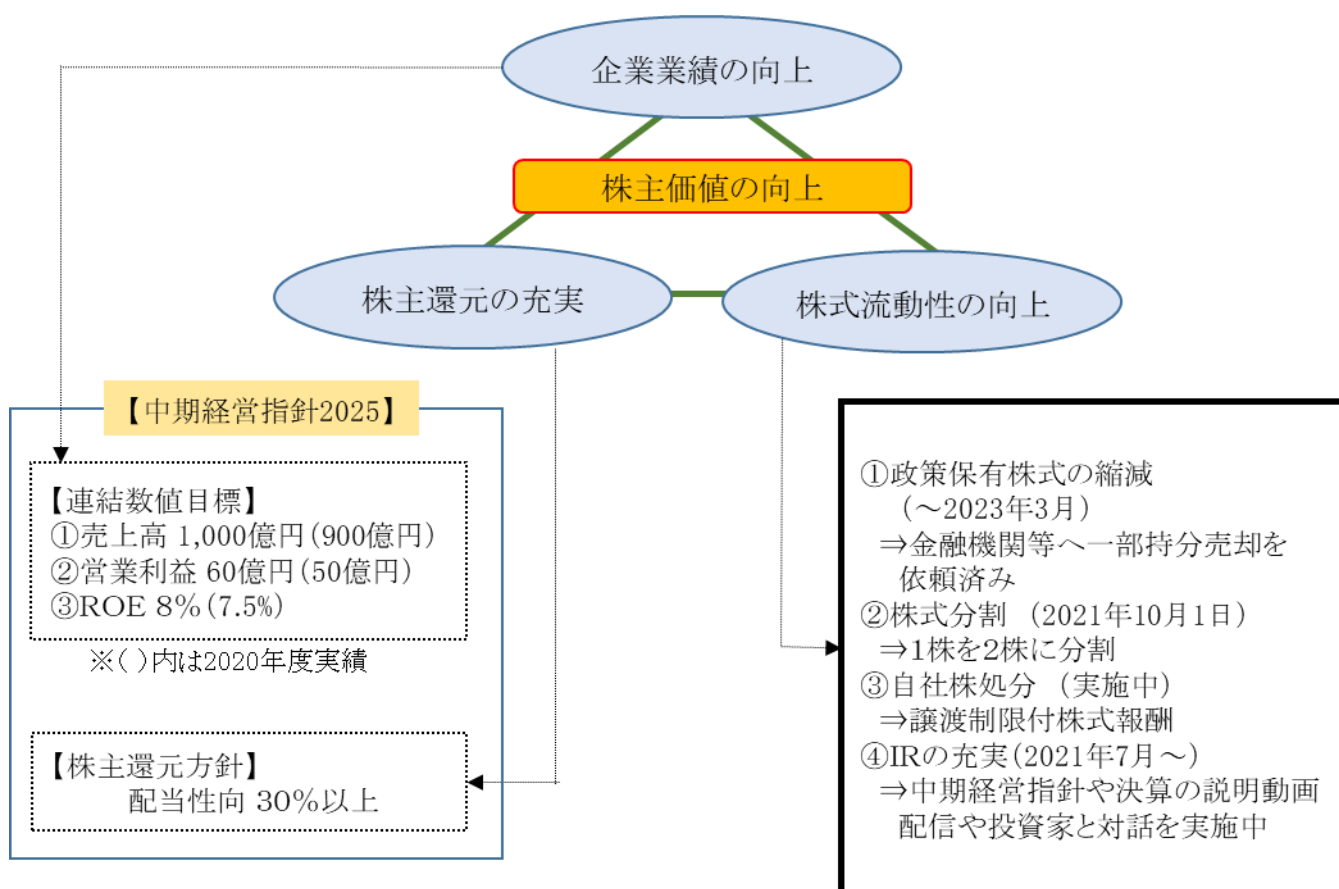 企業業績の向上
株主価値の向上
株主還元の充実
株式流動性の向上
【中期経営指針2025】
【連結数値目標】
①売上高 1,000億円(900億円)
②営業利益 60億円(50億円)
③ROE 8%(7.5%)
※( )内は2020年度実績
【株主還元方針】
配当性向 30%以上
①政策保有株式の縮減
(～2023年3月)
⇒金融機関等へ一部持分売却を
依頼済み
②株式分割 (2021年10月1日)
⇒1株を2株に分割
③自社株処分 (実施中)
⇒譲渡制限付株式報酬
④IRの充実(2021年7月～)
⇒中期経営指針や決算の説明動画
配信や投資家と対話を実施中